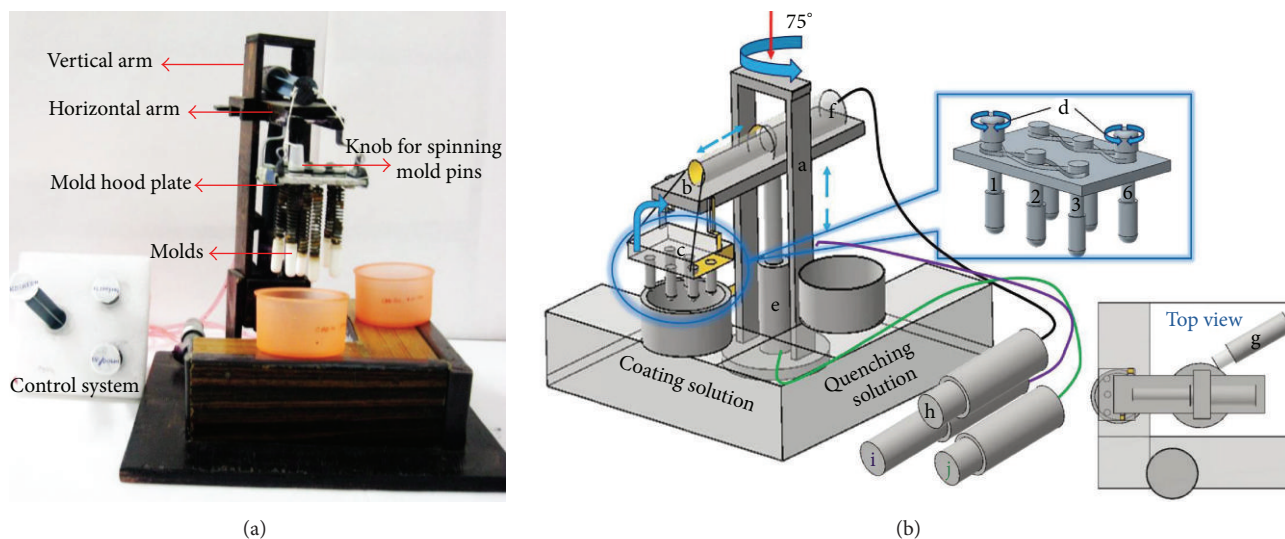 Vertical arm
Horizontal arm
Knob for spinning
mold pins
Mold hood plate
Molds
Control system
(a)
75°
a
b
c
d
e
f
1
2
3
6
Coating solution
Quenching
solution
h
i
j
Top view
g
(b)